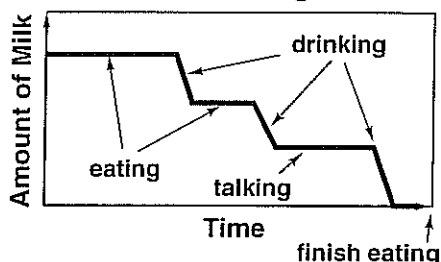 Amount of Milk
drinking
eating
talking
Time
finish eating